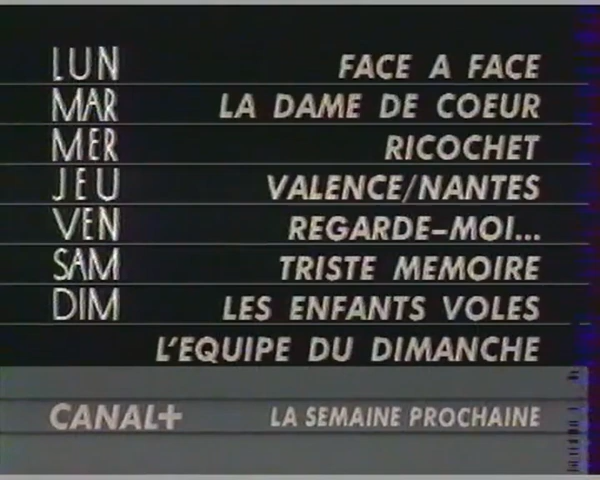 LUN FACE A FACE
MAR LA DAME DE COEUR
MER RICOCHET
JEU VALENCE/NANTES
VEN REGARDE-MOI...
SAM TRISTE MEMOIRE
DIM LES ENFANTS VOLES
L'EQUIPE DU DIMANCHE
CANAL+ LA SEMAINE PROCHAINE